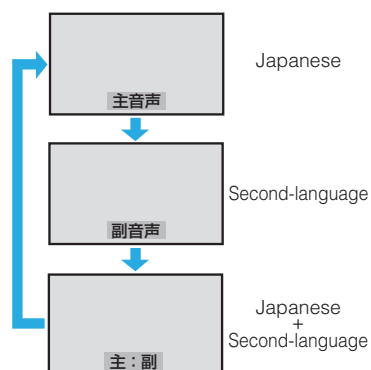 Japanese
主音声
Second-language
副音声
Japanese
+
Second-language
主：副